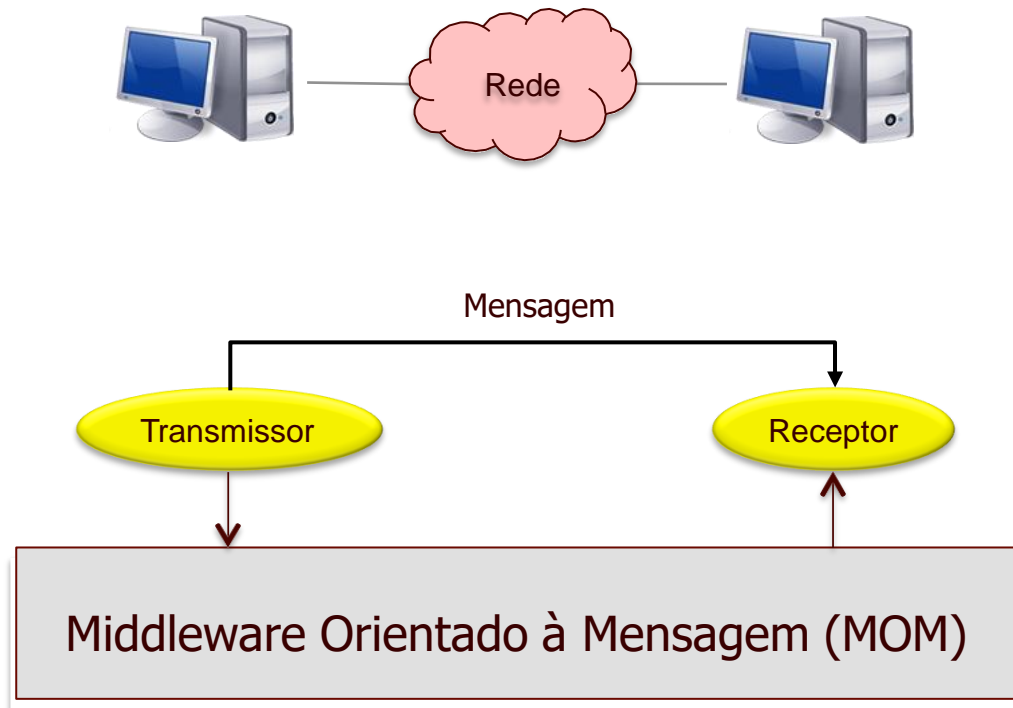 Rede
Mensagem
Transmissor
Receptor
Middleware Orientado à Mensagem (MOM)